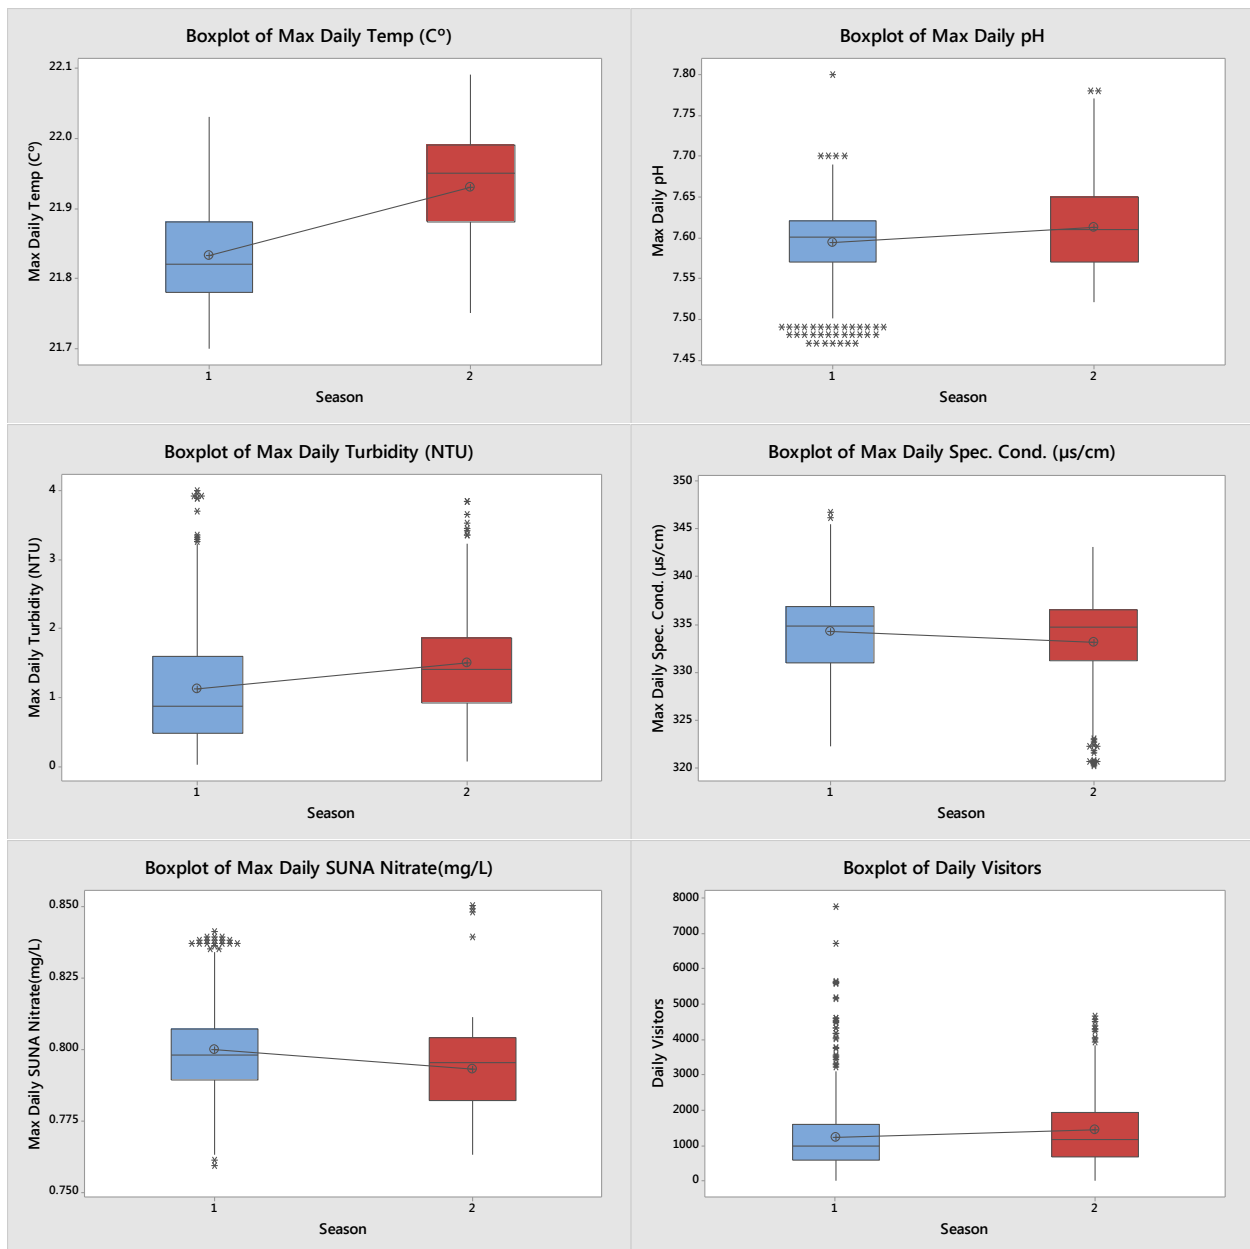 Boxplot of Max Daily Temp (Cº)
Max Daily Temp (Cº)
22.1
22.0
21.9
21.8
21.7
1 2
Season
Boxplot of Max Daily pH
Max Daily pH
7.80
7.75
7.70
7.65
7.60
7.55
7.50
7.45
1 2
Season
Boxplot of Max Daily Turbidity (NTU)
Max Daily Turbidity (NTU)
4
3
2
1
0
1 2
Season
Boxplot of Max Daily Spec. Cond. (µs/cm)
Max Daily Spec. Cond. (µs/cm)
350
345
340
335
330
325
320
1 2
Season
Boxplot of Max Daily SUNA Nitrate(mg/L)
Max Daily SUNA Nitrate(mg/L)
0.850
0.825
0.800
0.775
0.750
1 2
Season
Boxplot of Daily Visitors
Daily Visitors
8000
7000
6000
5000
4000
3000
2000
1000
0
1 2
Season